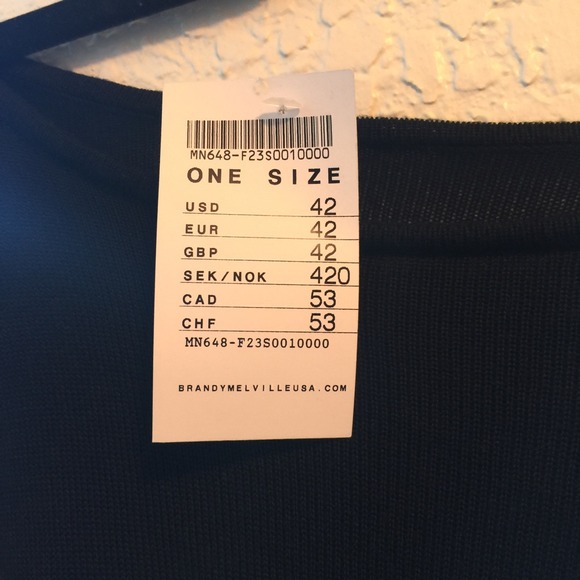 MN648-F23S0010000
ONE SIZE
USD 42
EUR 42
GBP 42
SEK/NOK 420
CAD 53
CHF 53
MN648-F23S0010000
BRANDYMELVILLEUSA.COM